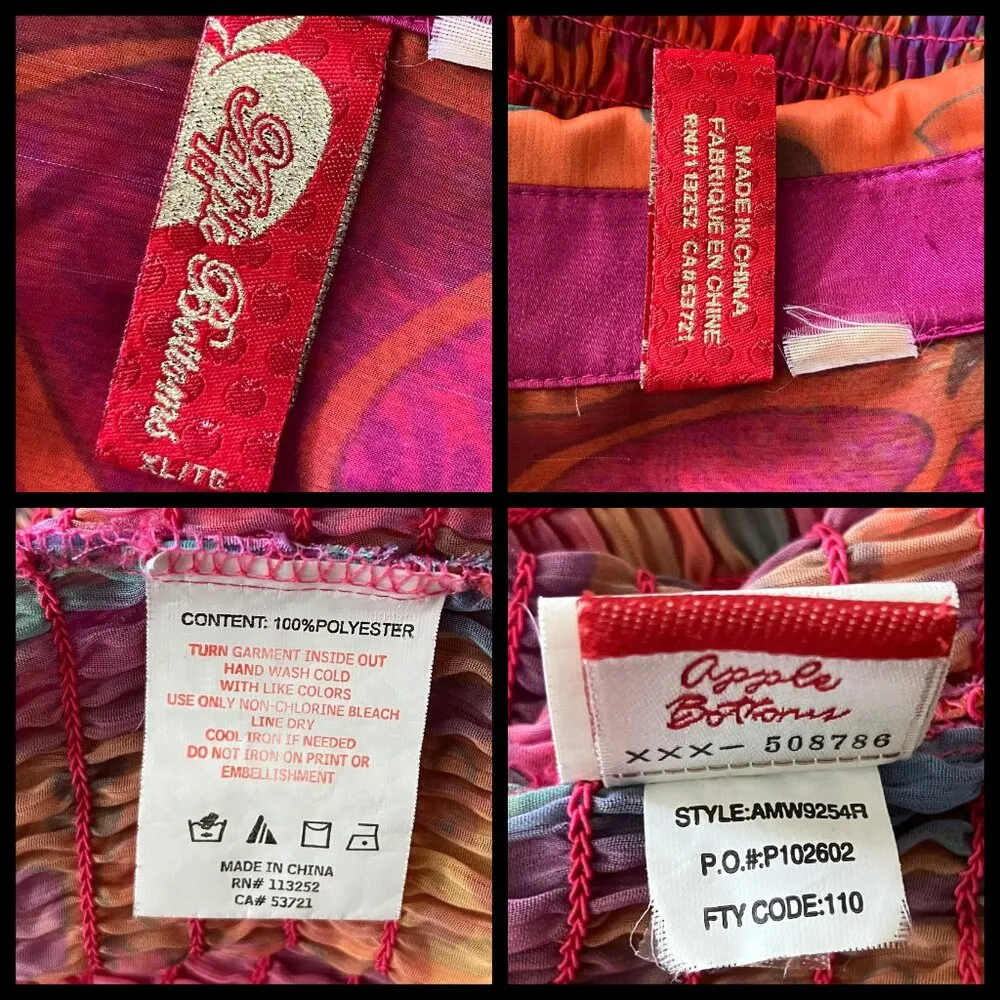 Apple
Bottoms
XL/TG
MADE IN CHINA
FABRIQUE EN CHINE
RN#113252 CA#53721
CONTENT: 100%POLYESTER
TURN GARMENT INSIDE OUT
HAND WASH COLD
WITH LIKE COLORS
USE ONLY NON-CHLORINE BLEACH
LINE DRY
COOL IRON IF NEEDED
DO NOT IRON ON PRINT OR
EMBELLISHMENT
MADE IN CHINA
RN# 113252
CA# 53721
apple
Bottoms
XXX- 508786
STYLE:AMW9254R
P.O.#:P102602
FTY CODE:110